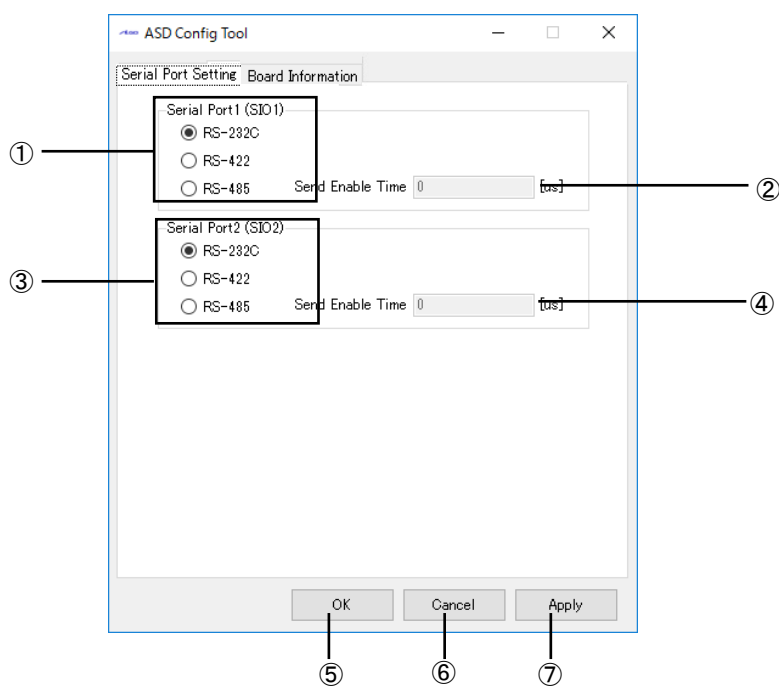 ASD Config Tool
Serial Port Setting Board Information
Serial Port1 (SIO1)
RS-232C
① RS-422
RS-485 Send Enable Time 0 [us] ②
Serial Port2 (SIO2)
RS-232C
③ RS-422
RS-485 Send Enable Time 0 [us] ④
OK Cancel Apply
⑤ ⑥ ⑦